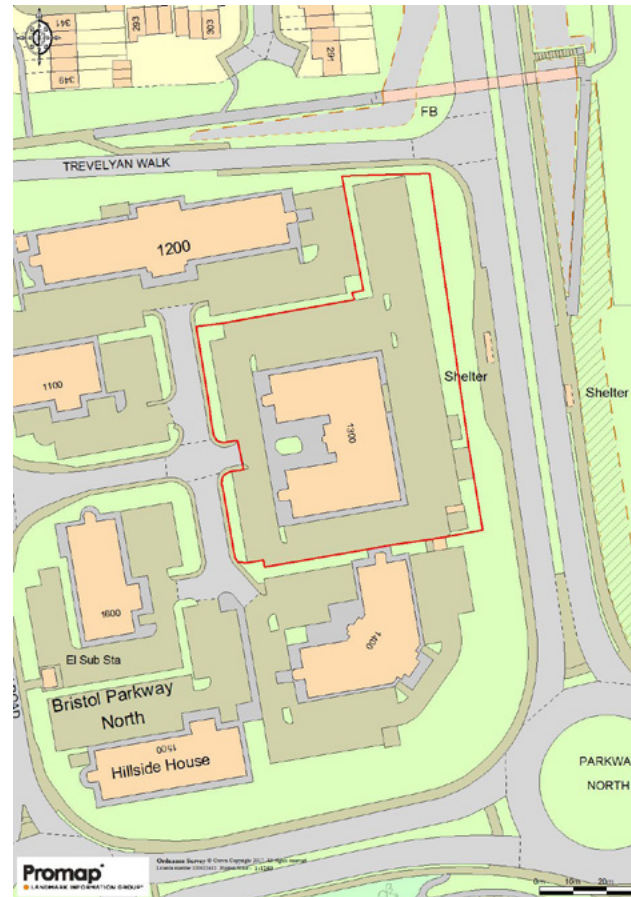 341
293
303
349
291
FB
TREVELYAN WALK
1200
1100
Shelter
Shelter
1300
1600
1400
El Sub Sta
Bristol Parkway
North
ROAD
1500
Hillside House
PARKWA
NORTH
Promap
LANDMARK INFORMATION GROUP
Ordnance Survey © Crown Copyright
0m 10m 20m